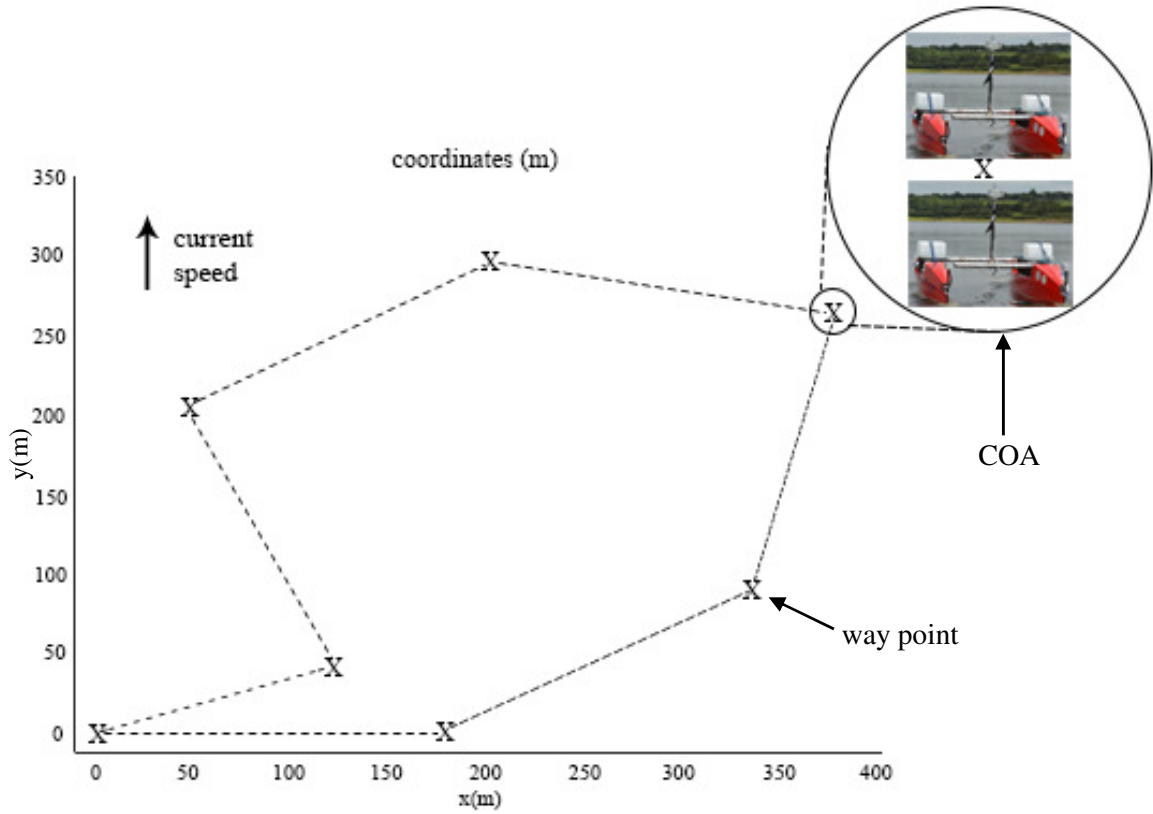 coordinates (m)
350
300
250
200
150
100
50
0
y(m)
current
speed
X
X
X
X
X
X
X
X
COA
way point
0 50 100 150 200 250 300 350 400
x(m)